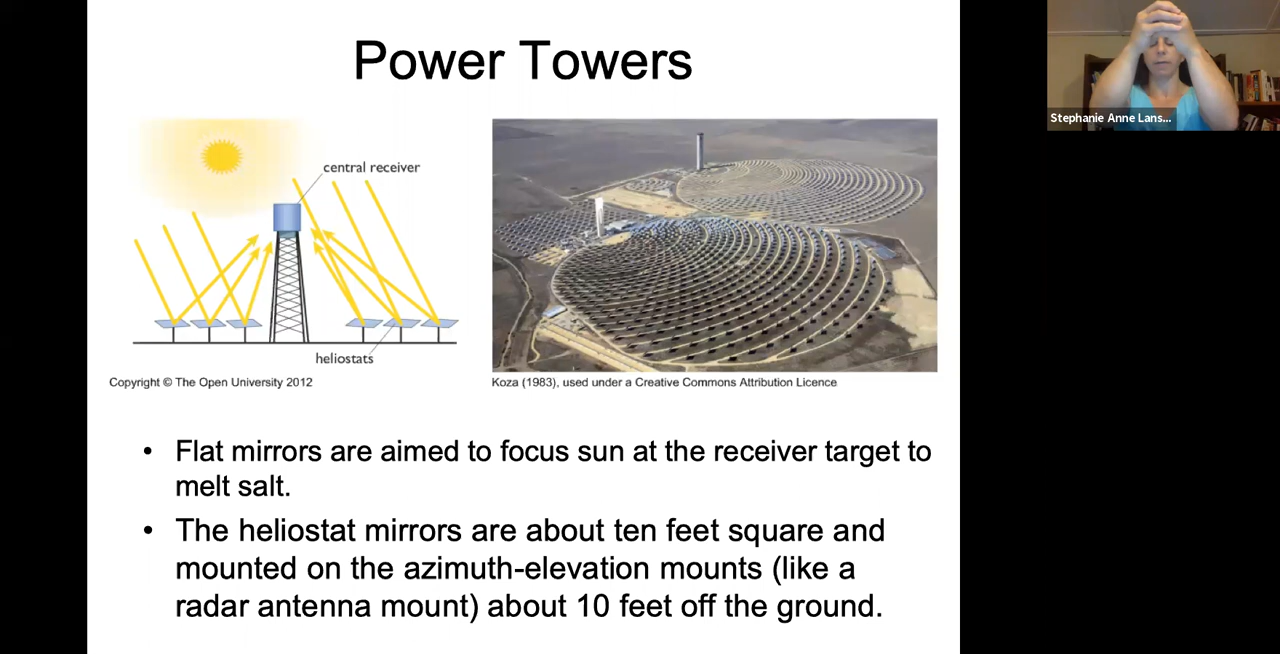 Power Towers
central receiver
heliostats
Copyright © The Open University 2012
Koza (1983), used under a Creative Commons Attribution Licence
• Flat mirrors are aimed to focus sun at the receiver target to
melt salt.
• The heliostat mirrors are about ten feet square and
mounted on the azimuth-elevation mounts (like a
radar antenna mount) about 10 feet off the ground.
Stephanie Anne Lans...